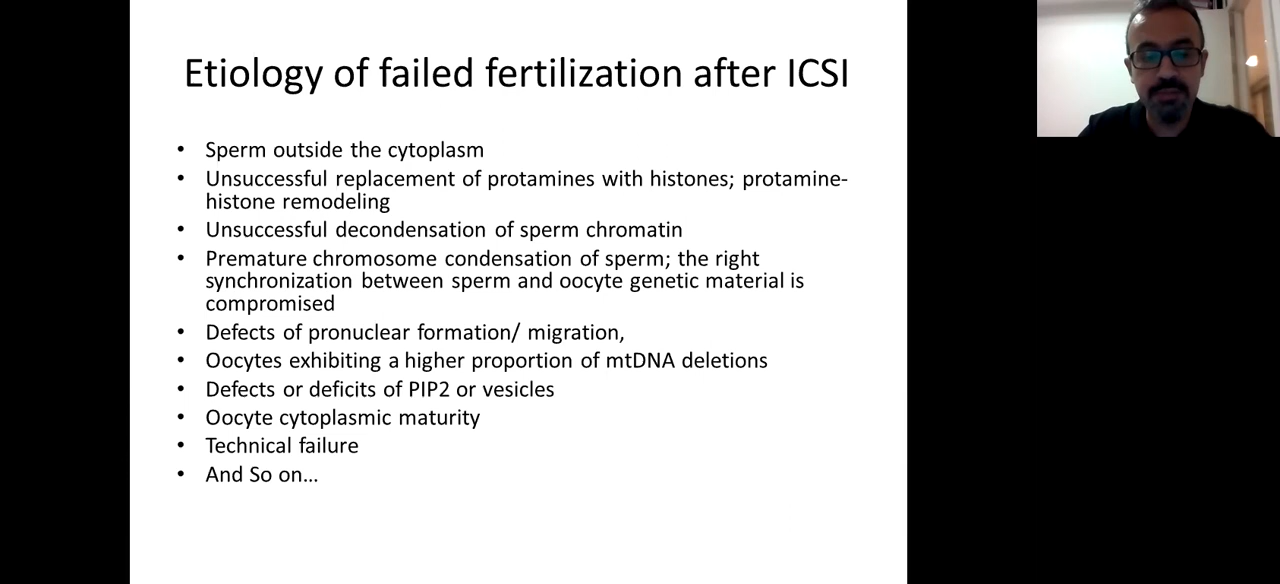 Etiology of failed fertilization after ICSI
• Sperm outside the cytoplasm
• Unsuccessful replacement of protamines with histones; protamine-
histone remodeling
• Unsuccessful decondensation of sperm chromatin
• Premature chromosome condensation of sperm; the right
synchronization between sperm and oocyte genetic material is
compromised
• Defects of pronuclear formation/ migration,
• Oocytes exhibiting a higher proportion of mtDNA deletions
• Defects or deficits of PIP2 or vesicles
• Oocyte cytoplasmic maturity
• Technical failure
• And So on…